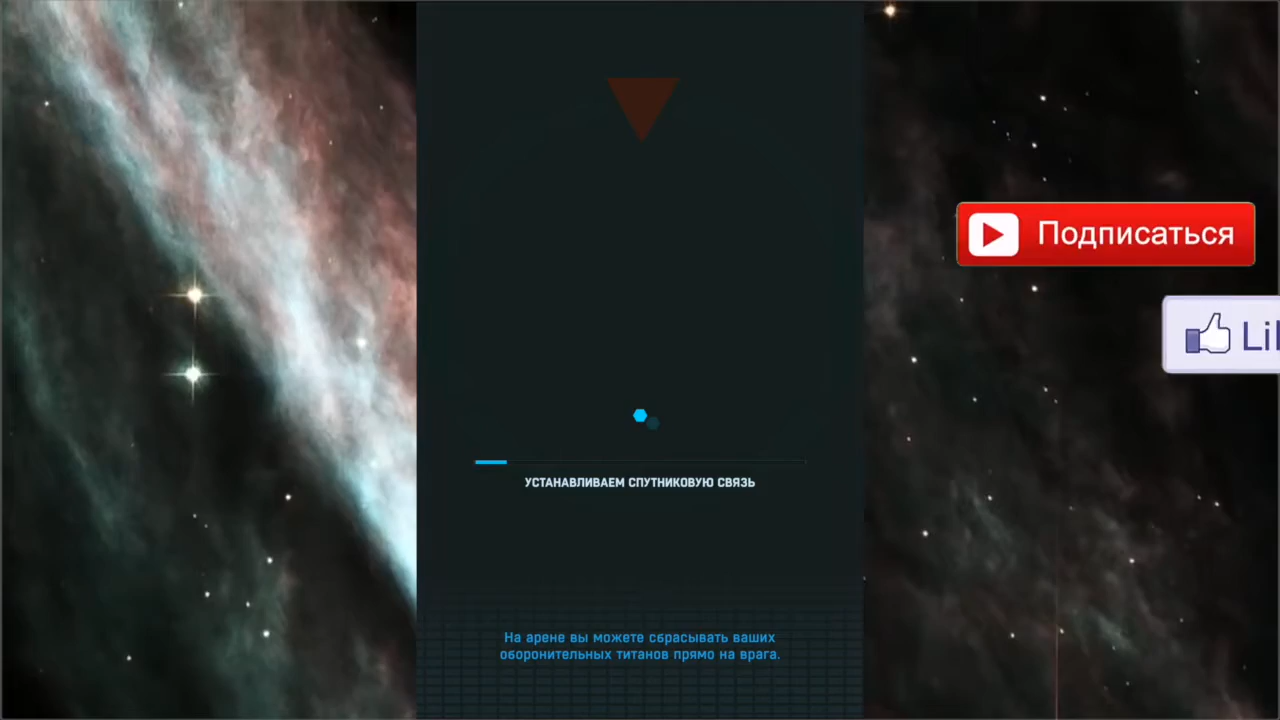 Подписаться
УСТАНАВЛИВАЕМ СПУТНИКОВУЮ СВЯЗЬ
На арене вы можете сбрасывать ваших
оборонительных титанов прямо на врага.